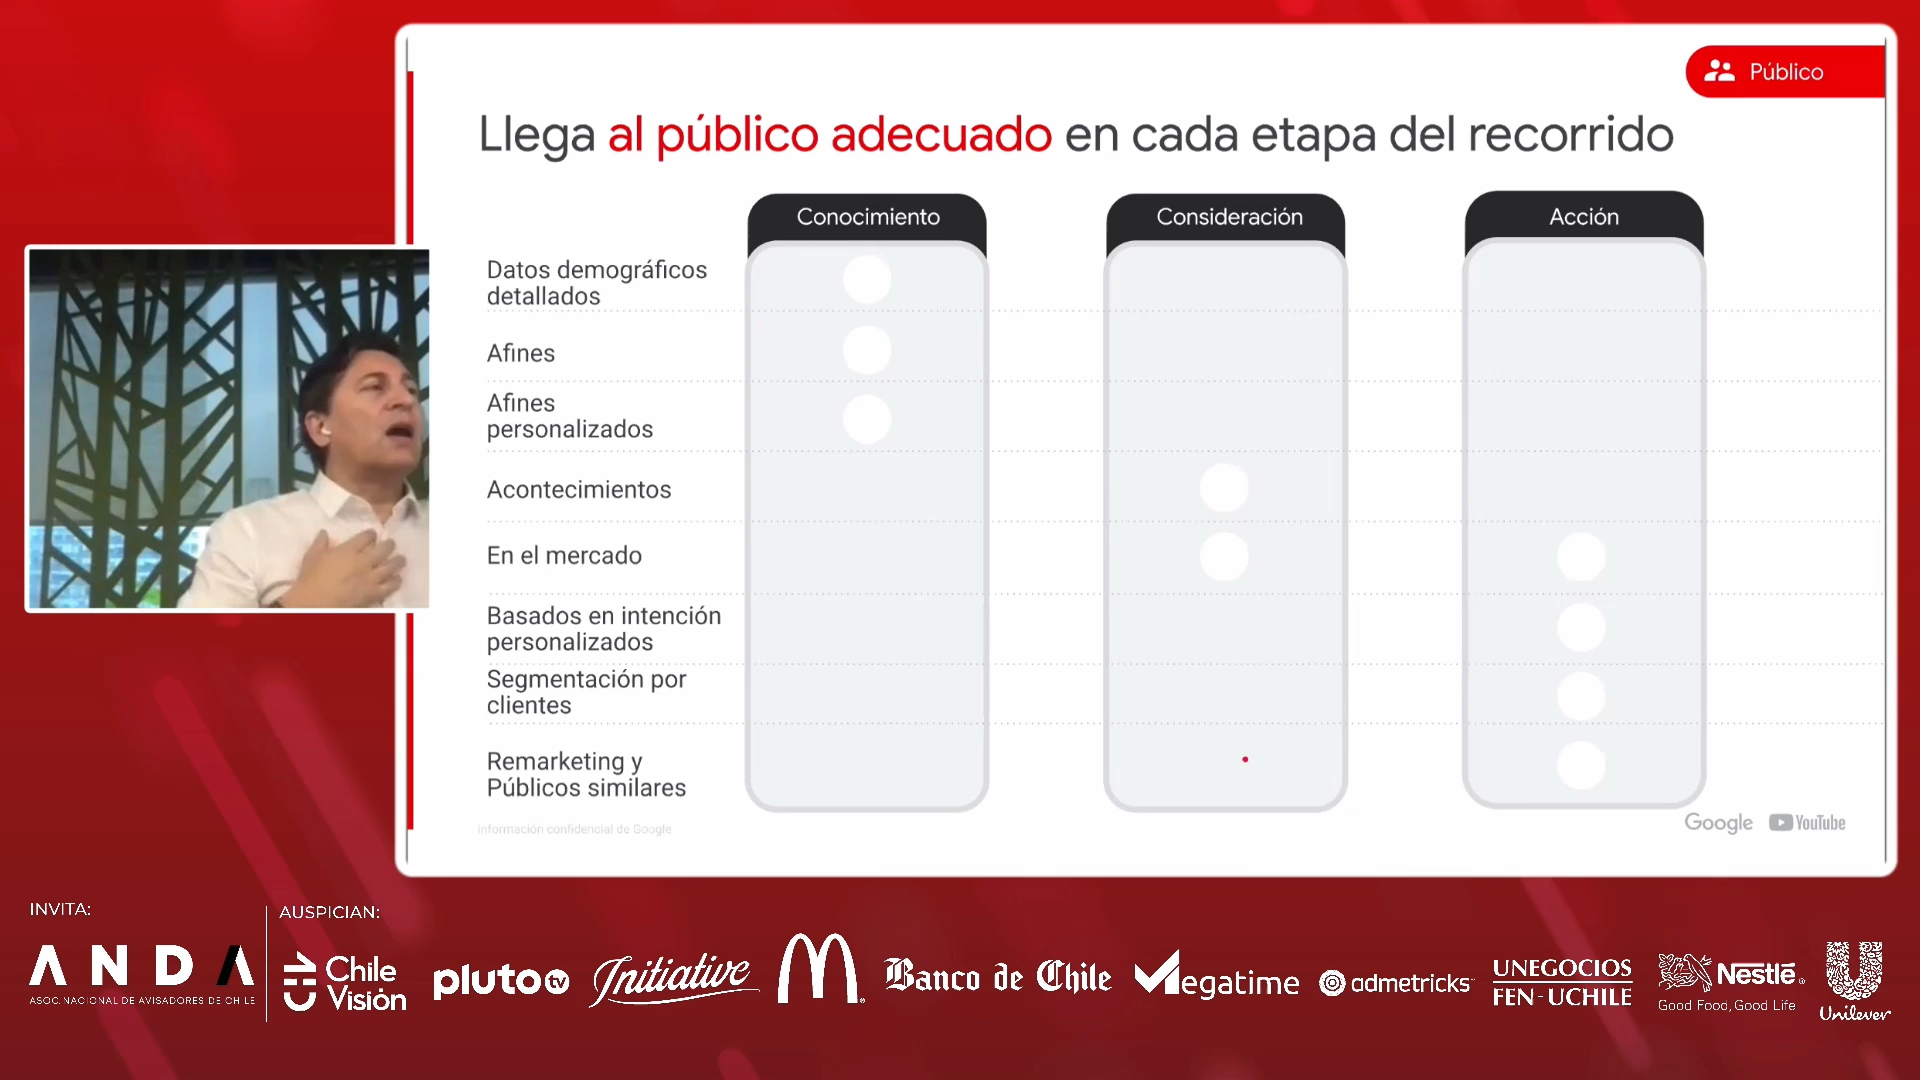 Público
Llega al público adecuado en cada etapa del recorrido
Conocimiento
Consideración
Acción
Datos demográficos
detallados
Afines
Afines
personalizados
Acontecimientos
En el mercado
Basados en intención
personalizados
Segmentación por
clientes
Remarketing y
Públicos similares
Información confidencial de Google
Google YouTube
INVITA:
ANDA
ASOC. NACIONAL DE AVISADORES DE CHILE
AUSPICIAN:
CHV
Chile
Visión
pluto tv
Initiative
Banco de Chile
Megatime
admetricks
UNEGOCIOS
FEN-UCHILE
Nestlé
Good Food, Good Life
Unilever